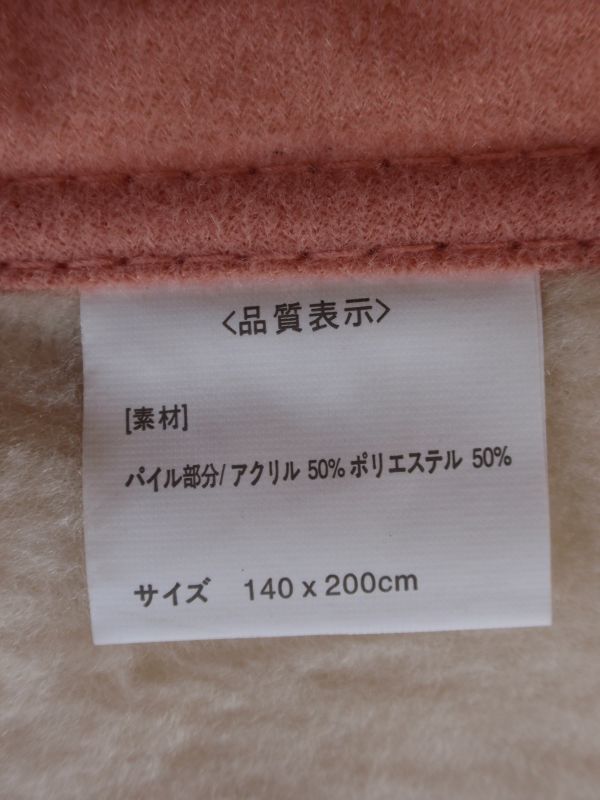 <品質表示>
[素材]
パイル部分/アクリル 50% ポリエステル 50%
サイズ 140 x 200cm